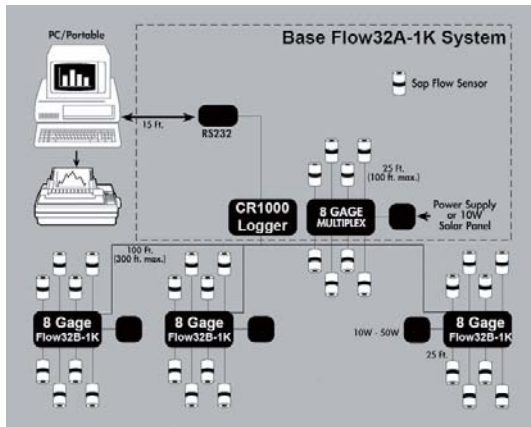 PC/Portable
Base Flow32A-1K System
Sap Flow Sensor
15 Ft.
RS232
25 Ft.
(100 ft. max.)
CR1000
Logger
8 GAGE
MULTIPLEX
Power Supply
or 10W
Solar Panel
100 Ft.
(300 ft. max.)
8 Gage
Flow32B-1K
8 Gage
Flow32B-1K
10W - 50W
8 Gage
Flow32B-1K
25 Ft.